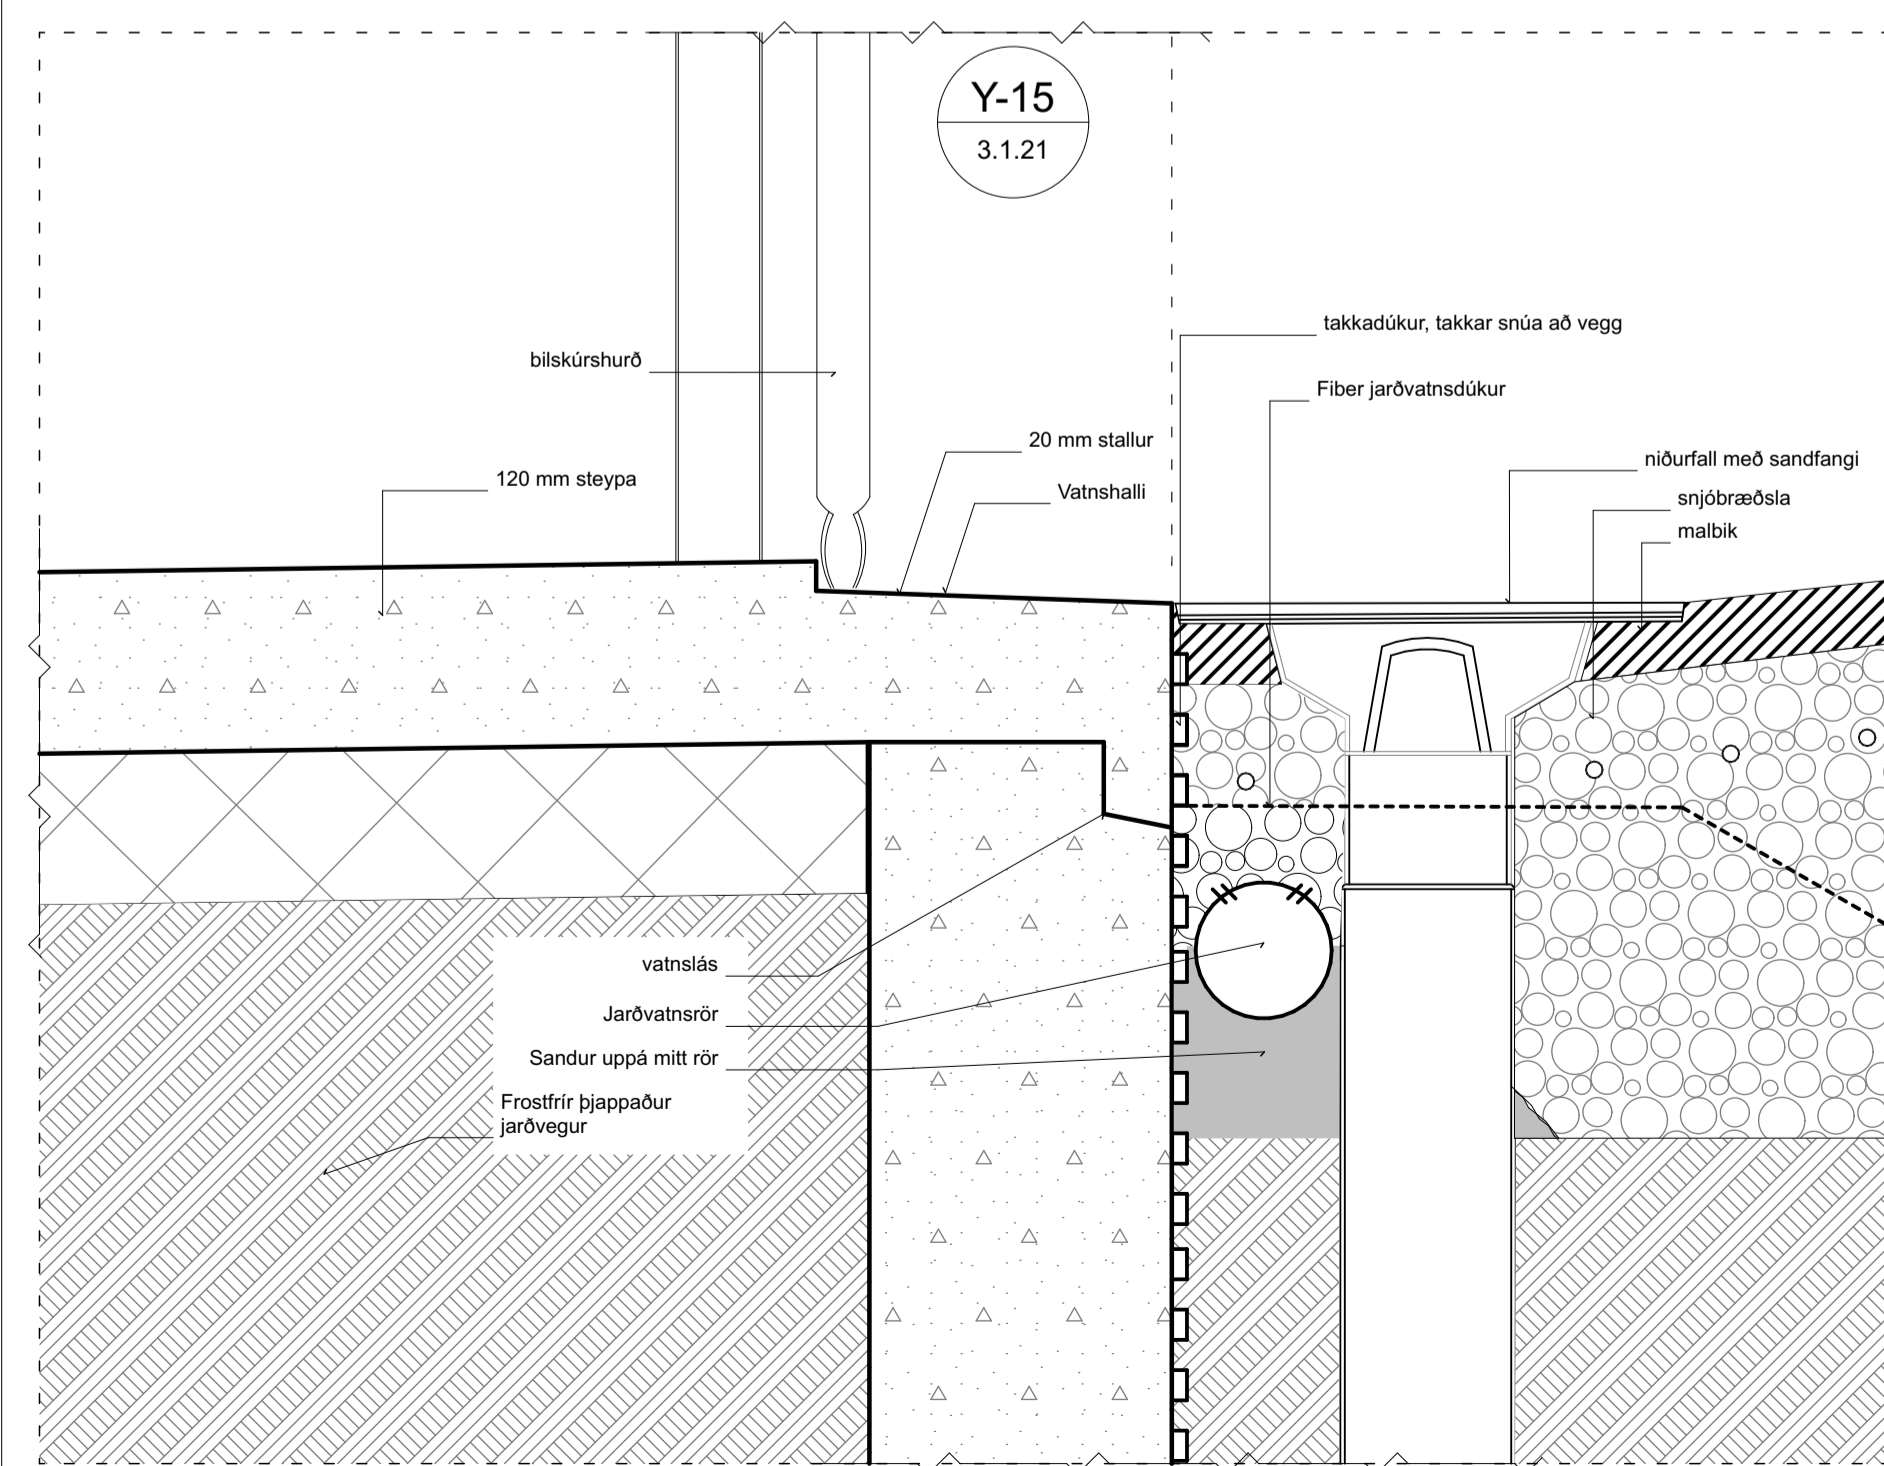 Y-15
3.1.21
takkadúkur, takkar snúa að vegg
bilskúrshurð
Fiber jarðvatnsdúkur
20 mm stallur
niðurfall með sandfangi
120 mm steypa
Vatnshalli
snjóbræðsla
malbik
vatnslás
Jarðvatnsrör
Sandur uppá mitt rör
Frostfrír þjappaður
jarðvegur